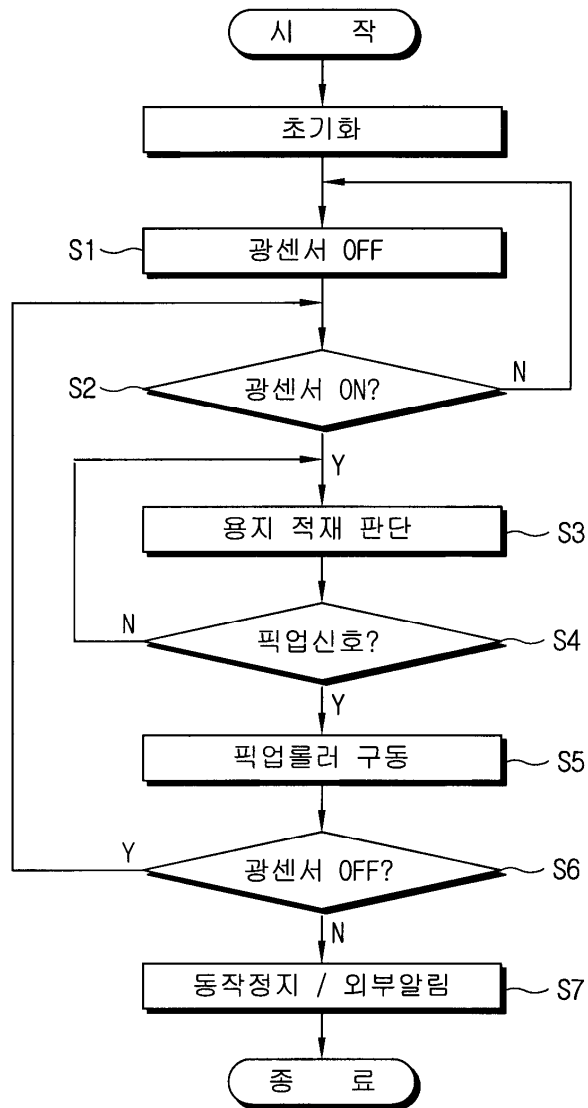 시 작
초기화
S1 광센서 OFF
S2 광센서 ON? N
Y
용지 적재 판단 S3
N 픽업신호? S4
Y
픽업롤러 구동 S5
Y 광센서 OFF? S6
N
동작정지 / 외부알림 S7
종 료